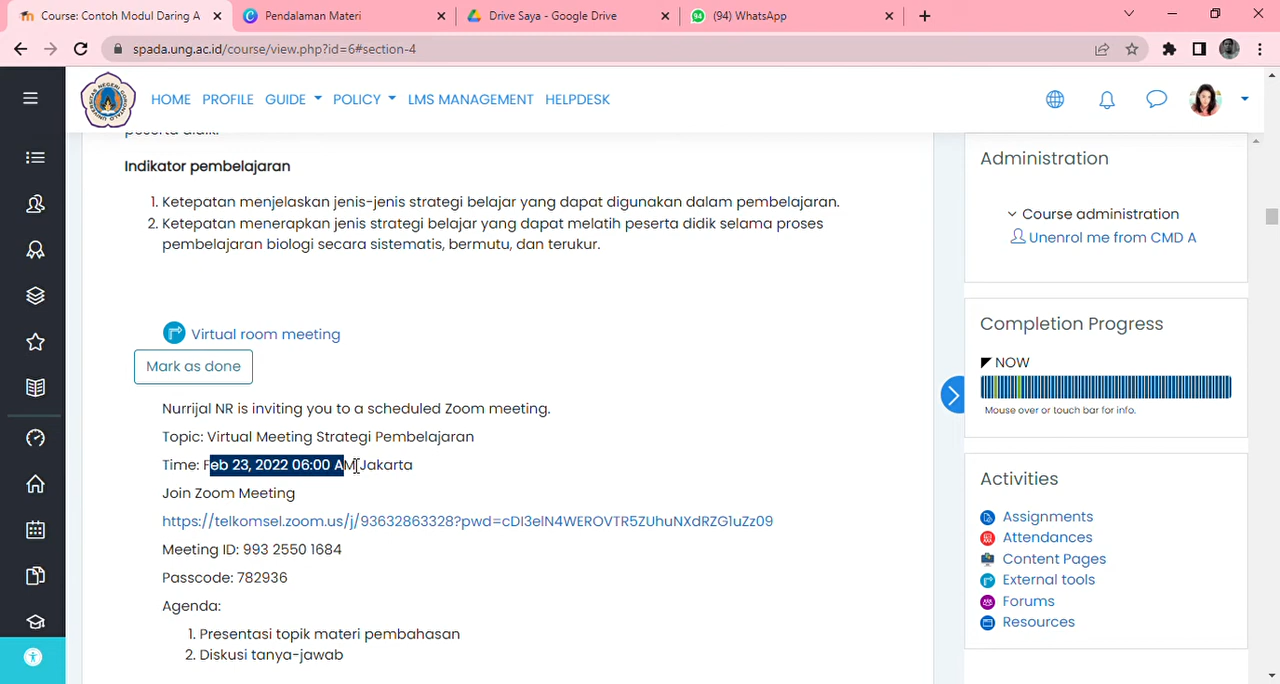 Course: Contoh Modul Daring A
Pendalaman Materi
Drive Saya - Google Drive
(94) WhatsApp
spada.ung.ac.id/course/view.php?id=6#section-4
HOME PROFILE GUIDE POLICY LMS MANAGEMENT HELPDESK
peserta didik.
Indikator pembelajaran
1. Ketepatan menjelaskan jenis-jenis strategi belajar yang dapat digunakan dalam pembelajaran.
2. Ketepatan menerapkan jenis strategi belajar yang dapat melatih peserta didik selama proses
pembelajaran biologi secara sistematis, bermutu, dan terukur.
Virtual room meeting
Mark as done
Nurrijal NR is inviting you to a scheduled Zoom meeting.
Topic: Virtual Meeting Strategi Pembelajaran
Time: Feb 23, 2022 06:00 AM Jakarta
Join Zoom Meeting
https://telkomsel.zoom.us/j/93632863328?pwd=cDI3elN4WEROVTR5ZUhuNXdRZG1uZz09
Meeting ID: 993 2550 1684
Passcode: 782936
Agenda:
1. Presentasi topik materi pembahasan
2. Diskusi tanya-jawab
Administration
Course administration
Unenrol me from CMD A
Completion Progress
NOW
Mouse over or touch bar for info.
Activities
Assignments
Attendances
Content Pages
External tools
Forums
Resources